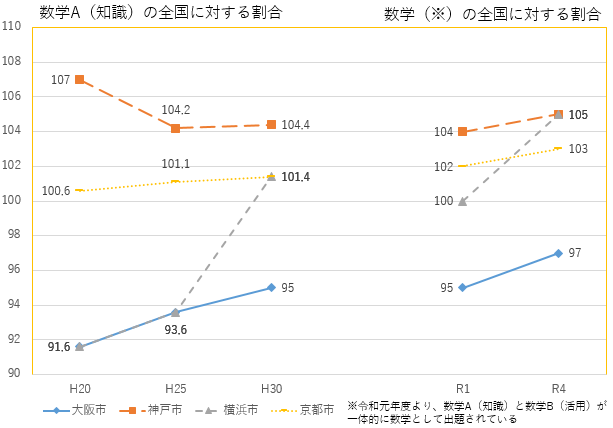 数学A（知識）の全国に対する割合
数学（※）の全国に対する割合
110
108
106
104
102
100
98
96
94
92
90
107
104.2
104.4
100.6
101.1
101.4
91.6
93.6
95
104
105
102
103
100
95
97
H20
H25
H30
R1
R4
大阪市
神戸市
横浜市
京都市
※令和元年度より、数学A（知識）と数学B（活用）が
一体的に数学として出題されている